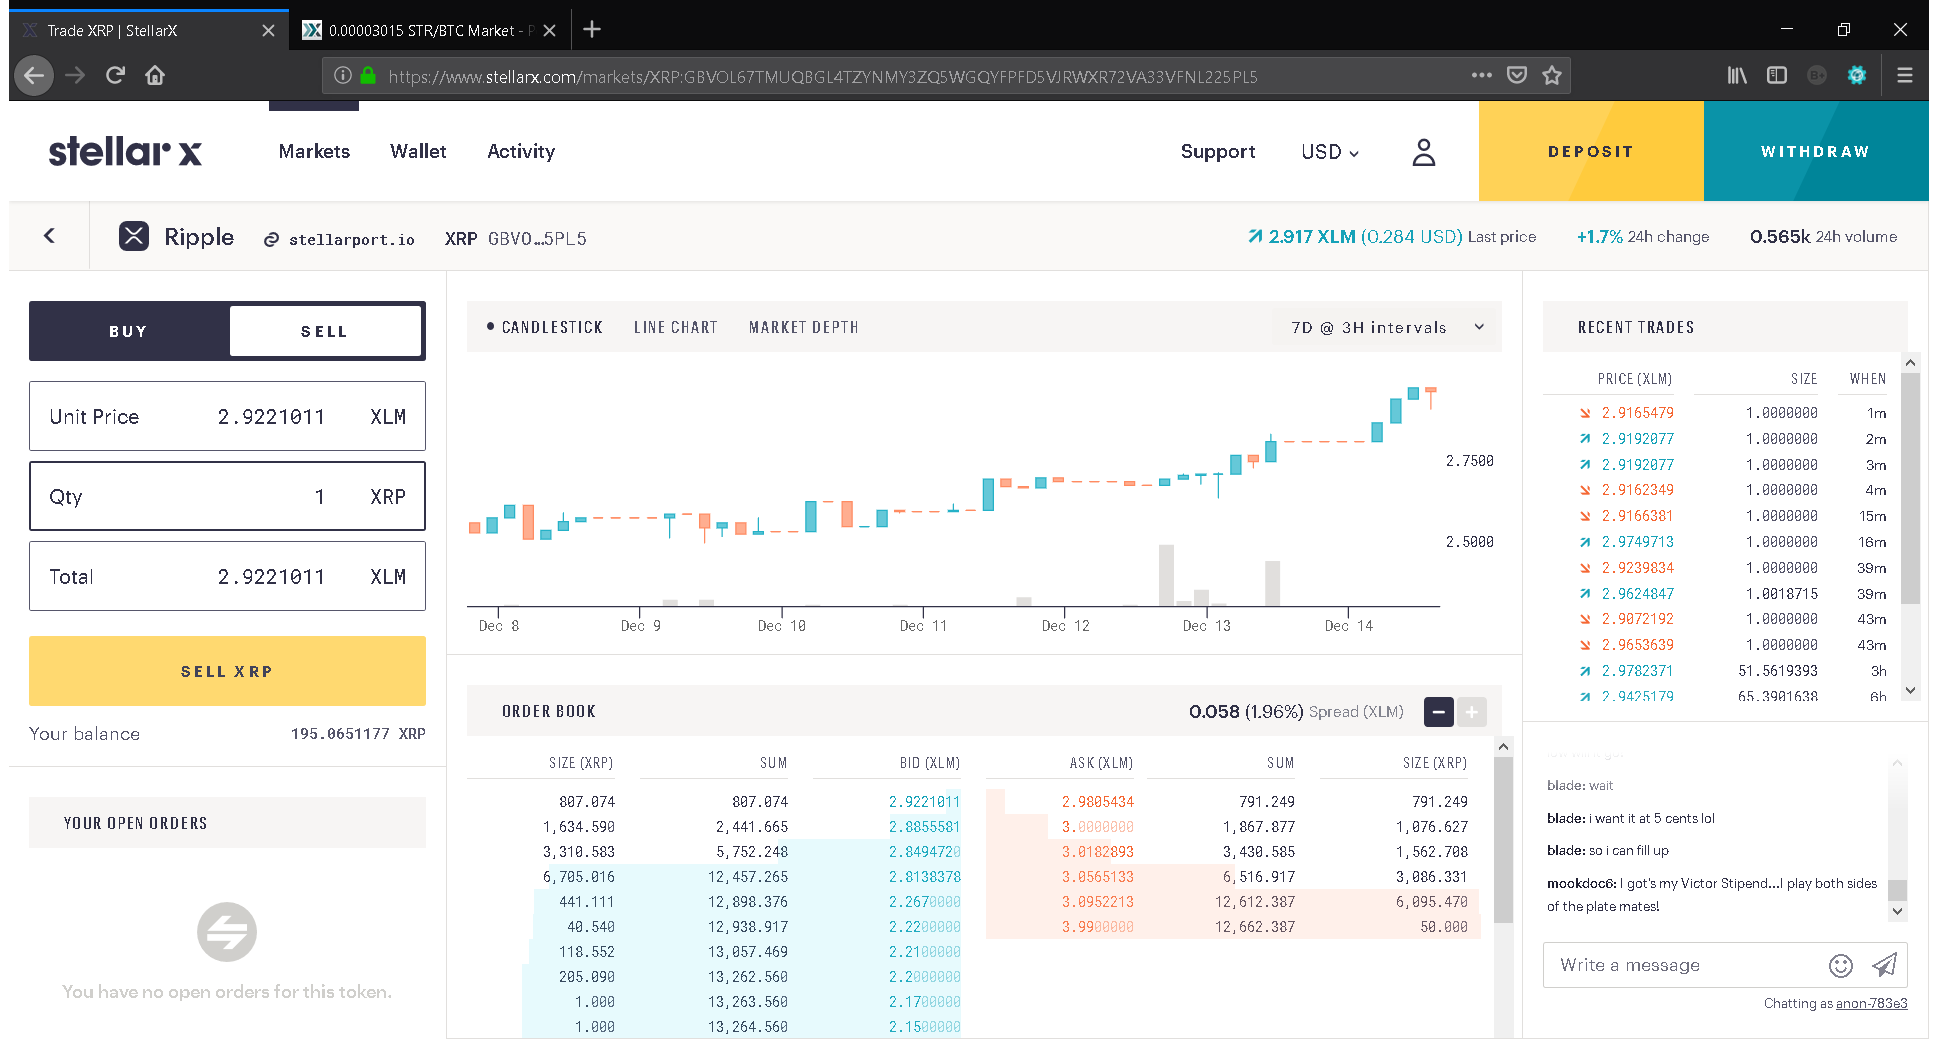 Trade XRP | StellarX
0.00003015 STR/BTC Market - P
https://www.stellarx.com/markets/XRP:GBVOL67TMUQBGL4TZYNMY3ZQ5WGQYFPFD5VJRWXR72VA33VFNL225PL5
stellar x Markets Wallet Activity Support USD DEPOSIT WITHDRAW
Ripple stellarport.io XRP GBVO...5PL5 2.917 XLM (0.284 USD) Last price +1.7% 24h change 0.565k 24h volume
BUY SELL
Unit Price 2.9221011 XLM
Qty 1 XRP
Total 2.9221011 XLM
SELL XRP
Your balance 195.0651177 XRP
YOUR OPEN ORDERS
You have no open orders for this token.
CANDLESTICK LINE CHART MARKET DEPTH 7D @ 3H intervals
2.7500
2.5000
Dec 8 Dec 9 Dec 10 Dec 11 Dec 12 Dec 13 Dec 14
ORDER BOOK 0.058 (1.96%) Spread (XLM)
SIZE (XRP) SUM BID (XLM) ASK (XLM) SUM SIZE (XRP)
807.074 807.074 2.9221011 2.9805434 791.249 791.249
1,634.590 2,441.665 2.8855581 3.0000000 1,867.877 1,076.627
3,310.583 5,752.248 2.8494720 3.0182893 3,430.585 1,562.708
6,705.016 12,457.265 2.8138378 3.0565133 6,516.917 3,086.331
441.111 12,898.376 2.2670000 3.0952213 12,612.387 6,095.470
40.540 12,938.917 2.2200000 3.9900000 12,662.387 50.000
118.552 13,057.469 2.2100000
205.090 13,262.560 2.2000000
1.000 13,263.560 2.1700000
1.000 13,264.560 2.1500000
RECENT TRADES
PRICE (XLM) SIZE WHEN
2.9165479 1.0000000 1m
2.9192077 1.0000000 2m
2.9192077 1.0000000 3m
2.9162349 1.0000000 4m
2.9166381 1.0000000 15m
2.9749713 1.0000000 16m
2.9239834 1.0000000 39m
2.9624847 1.0018715 39m
2.9072192 1.0000000 43m
2.9653639 1.0000000 43m
2.9782371 51.5619393 3h
2.9425179 65.3901638 6h
blade: wait
blade: i want it at 5 cents lol
blade: so i can fill up
mookdoc6: I got's my Victor Stipend...I play both sides
of the plate mates!
Write a message
Chatting as anon-783e3